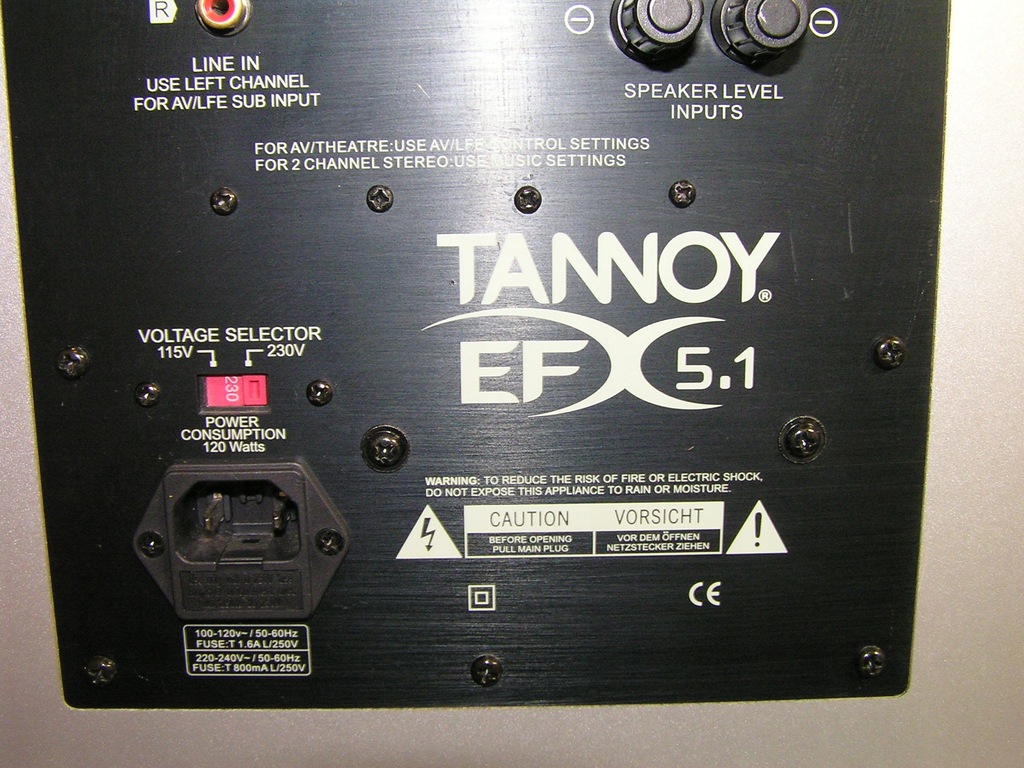 R
LINE IN
USE LEFT CHANNEL
FOR AV/LFE SUB INPUT
SPEAKER LEVEL
INPUTS
FOR AV/THEATRE:USE AV/LFE CONTROL SETTINGS
FOR 2 CHANNEL STEREO:USE MUSIC SETTINGS
TANNOY®
EFX 5.1
VOLTAGE SELECTOR
115V 230V
230
POWER
CONSUMPTION
120 Watts
WARNING: TO REDUCE THE RISK OF FIRE OR ELECTRIC SHOCK,
DO NOT EXPOSE THIS APPLIANCE TO RAIN OR MOISTURE.
CAUTION VORSICHT
BEFORE OPENING VOR DEM ÖFFNEN
PULL MAIN PLUG NETZSTECKER ZIEHEN
CE
100-120v~ / 50-60Hz
FUSE:T 1.6A L/250V
220-240V~ / 50-60Hz
FUSE:T 800mA L/250V